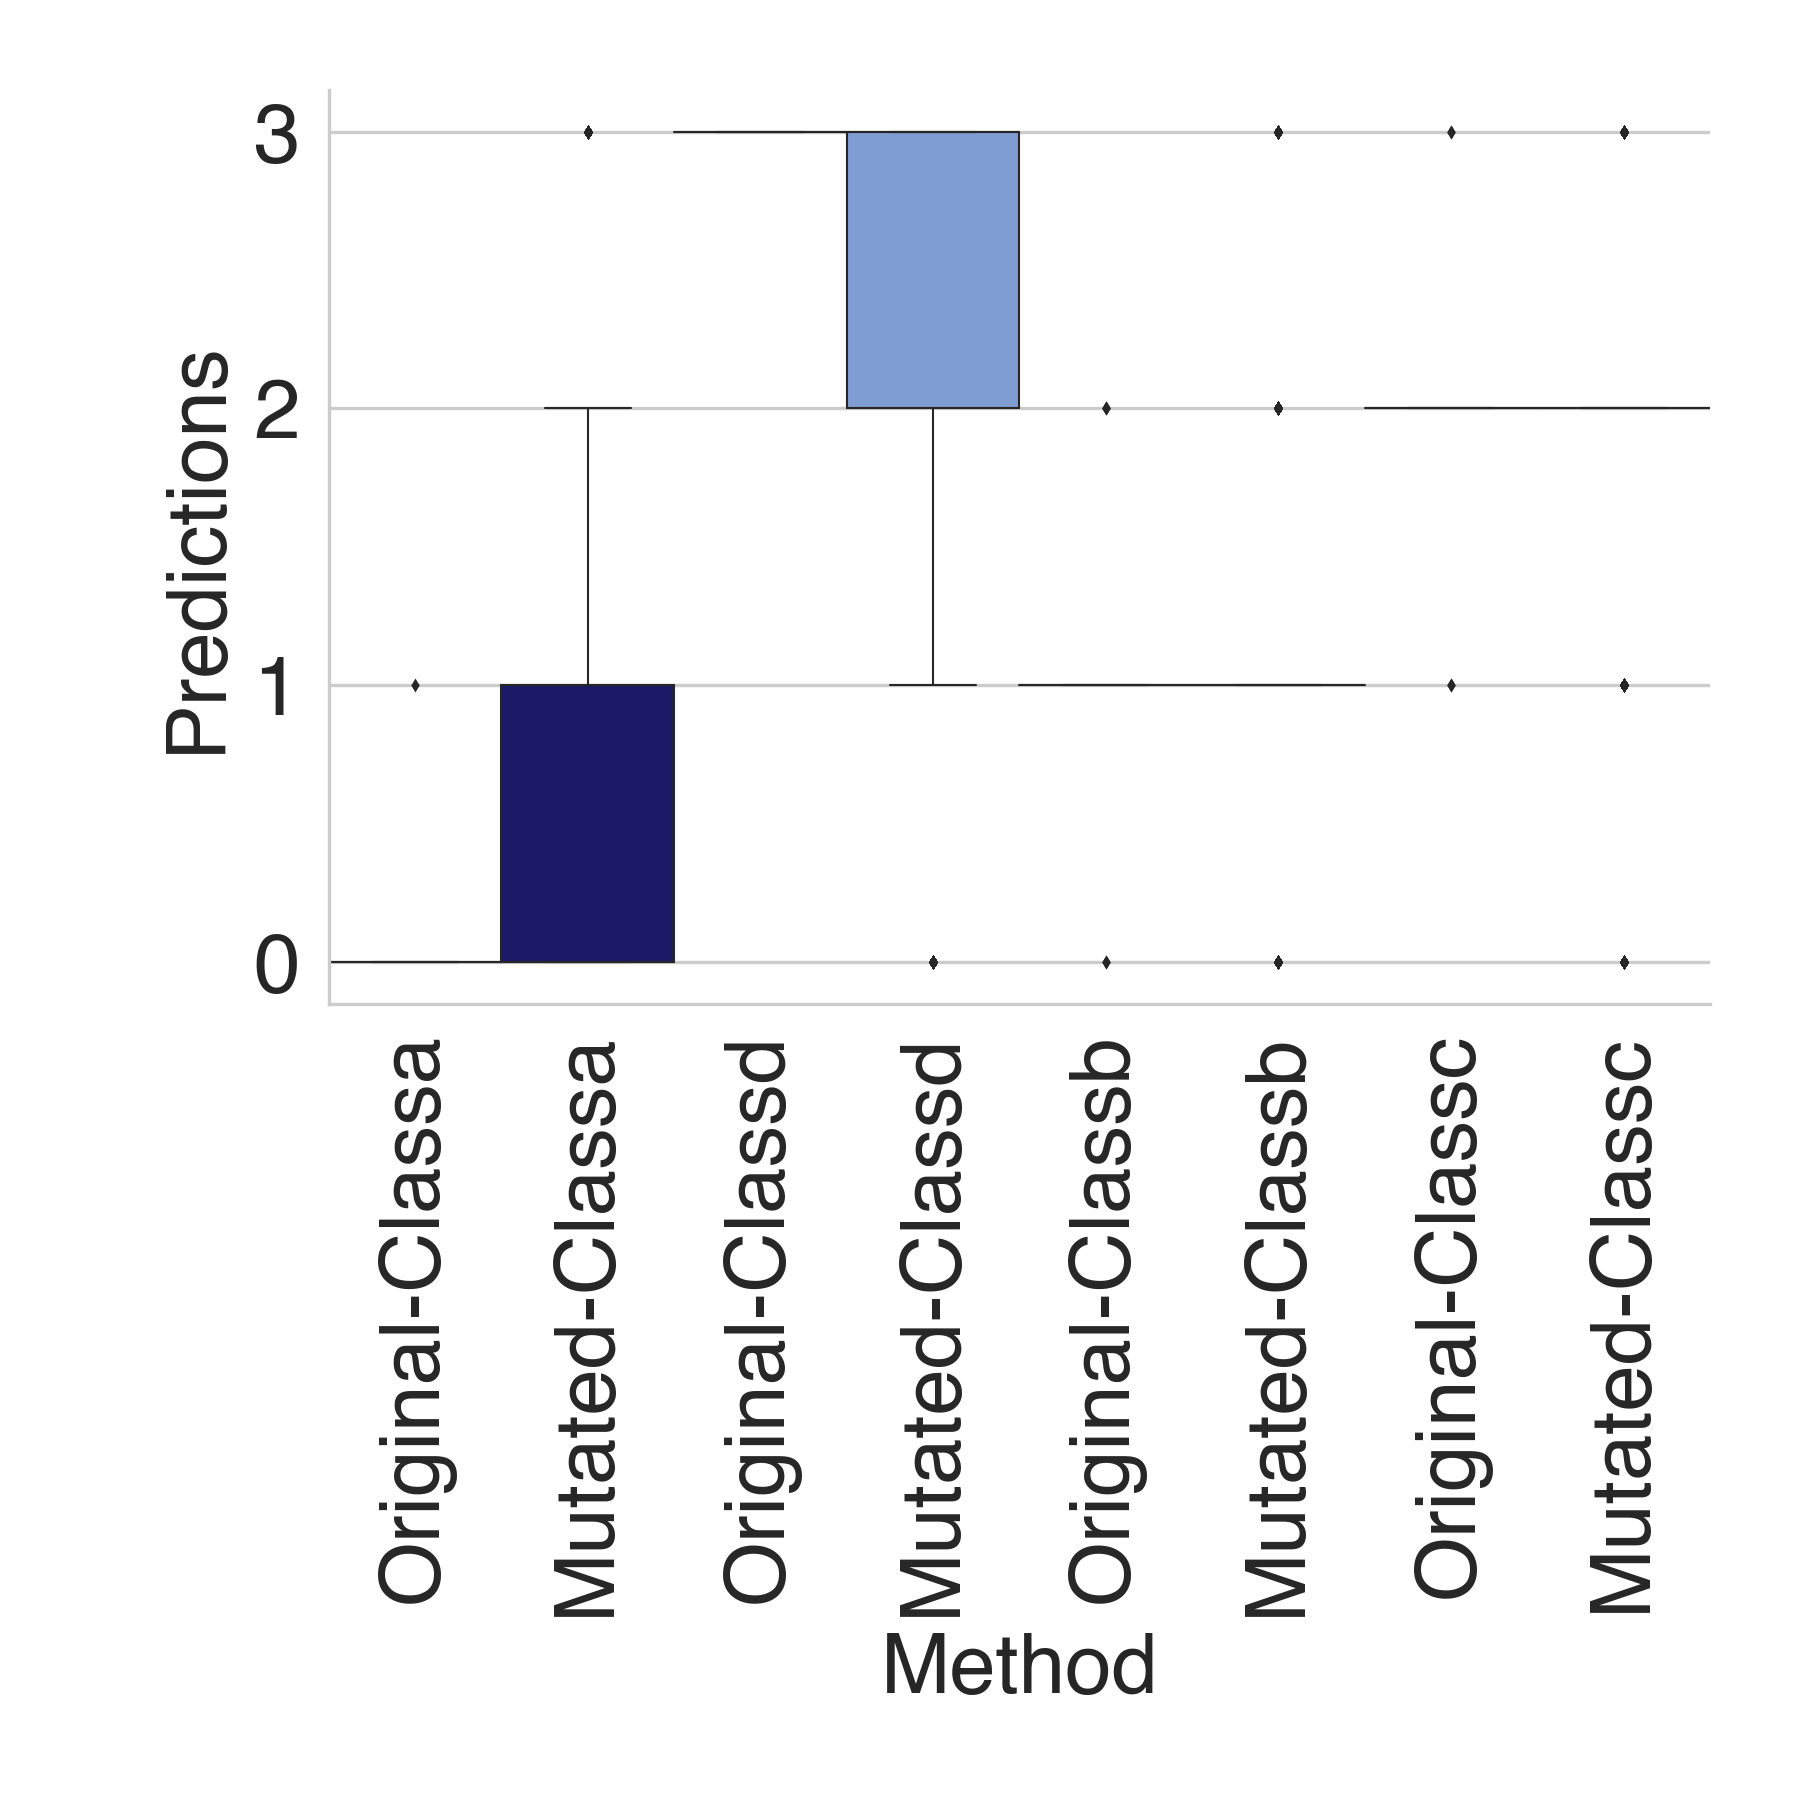 3
2
1
0
Predictions
Original-Classa
Mutated-Classa
Original-Classd
Mutated-Classd
Original-Classb
Mutated-Classb
Original-Classc
Mutated-Classc
Method